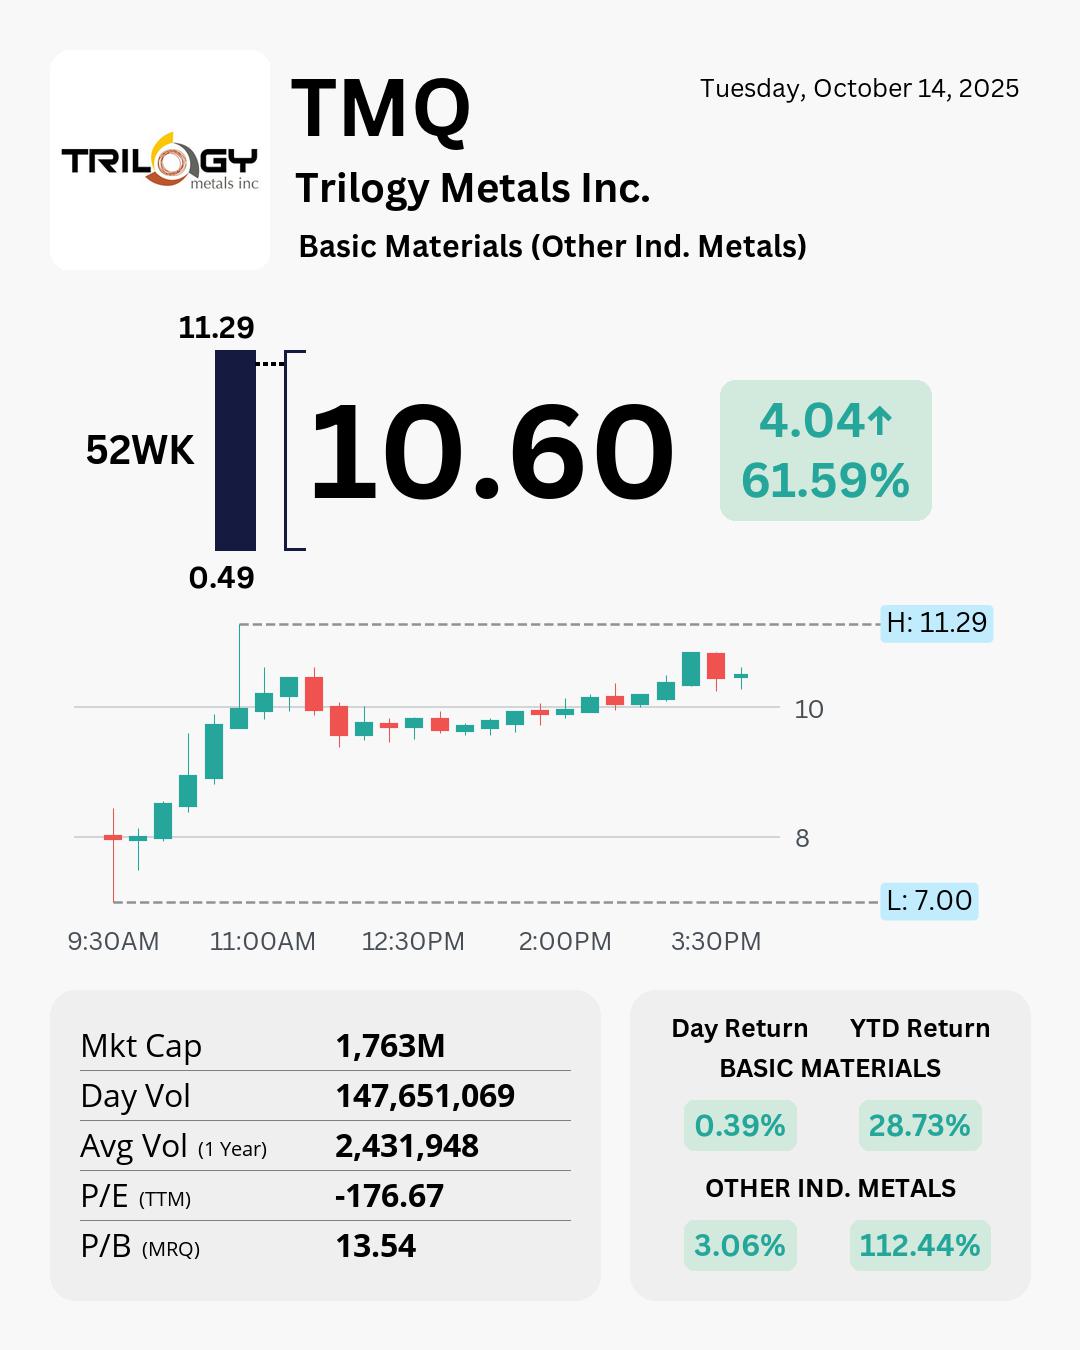 TRILOGY
metals inc
TMQ
Tuesday, October 14, 2025
Trilogy Metals Inc.
Basic Materials (Other Ind. Metals)
11.29
52WK
0.49
10.60
4.04↑
61.59%
H: 11.29
10
8
L: 7.00
9:30AM 11:00AM 12:30PM 2:00PM 3:30PM
Mkt Cap 1,763M
Day Vol 147,651,069
Avg Vol (1 Year) 2,431,948
P/E (TTM) -176.67
P/B (MRQ) 13.54
Day Return YTD Return
BASIC MATERIALS
0.39% 28.73%
OTHER IND. METALS
3.06% 112.44%